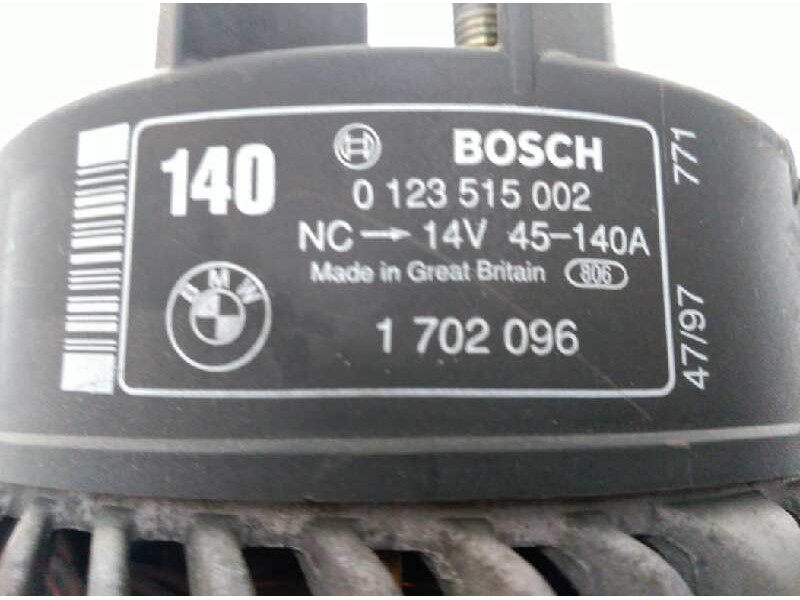 140 BOSCH
0 123 515 002
NC → 14V 45-140A
Made in Great Britain 806
BMW
1 702 096
47/97 771